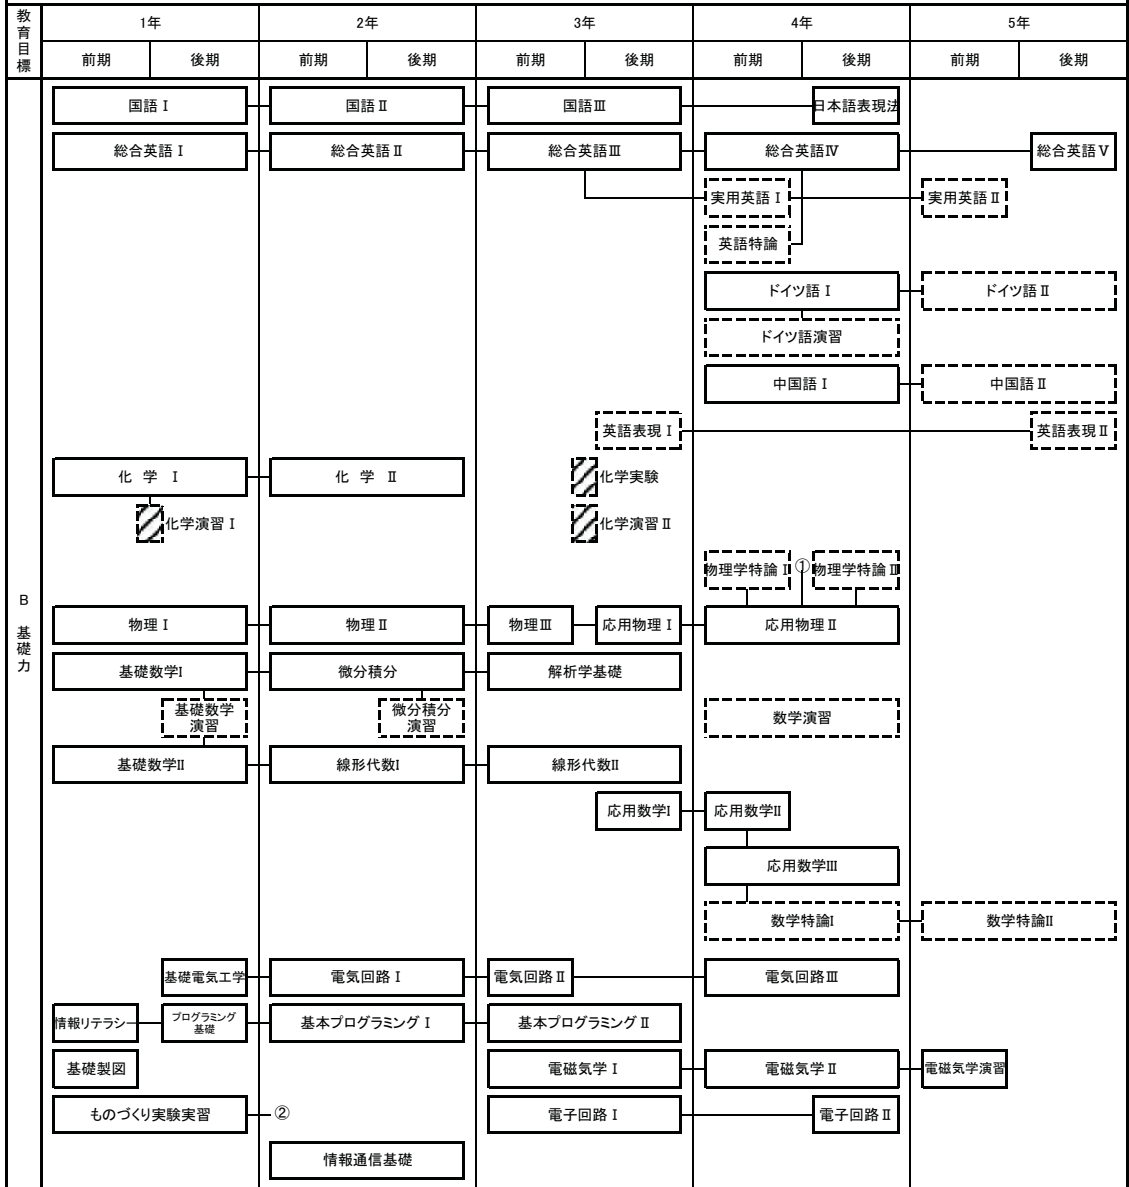 教育目標
1年 2年 3年 4年 5年
前期 後期 前期 後期 前期 後期 前期 後期 前期 後期
B 基礎力
国語Ⅰ 国語Ⅱ 国語Ⅲ 日本語表現法
総合英語Ⅰ 総合英語Ⅱ 総合英語Ⅲ 総合英語Ⅳ 総合英語Ⅴ
実用英語Ⅰ 実用英語Ⅱ
英語特論
ドイツ語Ⅰ ドイツ語Ⅱ
ドイツ語演習
中国語Ⅰ 中国語Ⅱ
英語表現Ⅰ 英語表現Ⅱ
化 学 Ⅰ 化 学 Ⅱ 化学実験
化学演習Ⅰ 化学演習Ⅱ
物理学特論Ⅰ ① 物理学特論Ⅱ
物理Ⅰ 物理Ⅱ 物理Ⅲ 応用物理Ⅰ 応用物理Ⅱ
基礎数学I 微分積分 解析学基礎
基礎数学 微分積分
演習 演習
数学演習
基礎数学II 線形代数I 線形代数II
応用数学I 応用数学II
応用数学III
数学特論I 数学特論II
基礎電気工学 電気回路Ⅰ 電気回路Ⅱ 電気回路Ⅲ
情報リテラシー プログラミング 基本プログラミングⅠ 基本プログラミングⅡ
基礎
基礎製図 電磁気学Ⅰ 電磁気学Ⅱ 電磁気学演習
ものづくり実験実習 ② 電子回路Ⅰ 電子回路Ⅱ
情報通信基礎